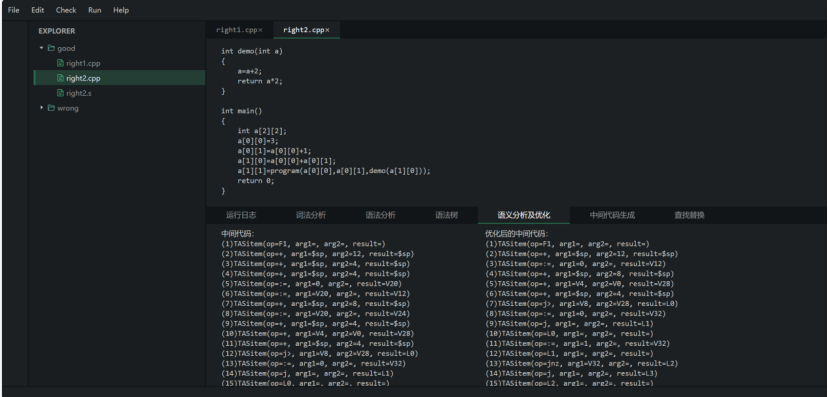 File Edit Check Run Help
EXPLORER
good
right1.cpp
right2.cpp
right2.s
wrong
right1.cpp× right2.cpp×
int demo(int a)
{
a=a+2;
return a*2;
}
int main()
{
int a[2][2];
a[0][0]=3;
a[0][1]=a[0][0]+1;
a[1][0]=a[0][0]+a[0][1];
a[1][1]=program(a[0][0],a[0][1],demo(a[1][0]));
return 0;
}
运行日志 词法分析 语法分析 语法树 语义分析及优化 中间代码生成 查找替换
中间代码:
(1)TASitem(op=F1, arg1=, arg2=, result=)
(2)TASitem(op=+, arg1=$sp, arg2=12, result=$sp)
(3)TASitem(op=+, arg1=$sp, arg2=4, result=$sp)
(4)TASitem(op=+, arg1=$sp, arg2=4, result=$sp)
(5)TASitem(op=:=, arg1=0, arg2=, result=V20)
(6)TASitem(op=:=, arg1=V20, arg2=, result=V12)
(7)TASitem(op=+, arg1=$sp, arg2=8, result=$sp)
(8)TASitem(op=:=, arg1=V20, arg2=, result=V24)
(9)TASitem(op=+, arg1=$sp, arg2=4, result=$sp)
(10)TASitem(op=+, arg1=V4, arg2=V0, result=V28)
(11)TASitem(op=+, arg1=$sp, arg2=4, result=$sp)
(12)TASitem(op=j>, arg1=V8, arg2=V28, result=L0)
(13)TASitem(op=:=, arg1=0, arg2=, result=V32)
(14)TASitem(op=j, arg1=, arg2=, result=L1)
(15)TASitem(op=L0, arg1=, arg2=, result=)
优化后的中间代码:
(1)TASitem(op=F1, arg1=, arg2=, result=)
(2)TASitem(op=+, arg1=$sp, arg2=12, result=$sp)
(3)TASitem(op=:=, arg1=0, arg2=, result=V12)
(4)TASitem(op=+, arg1=$sp, arg2=8, result=$sp)
(5)TASitem(op=+, arg1=V4, arg2=V0, result=V28)
(6)TASitem(op=+, arg1=$sp, arg2=4, result=$sp)
(7)TASitem(op=j>, arg1=V8, arg2=V28, result=L0)
(8)TASitem(op=:=, arg1=0, arg2=, result=V32)
(9)TASitem(op=j, arg1=, arg2=, result=L1)
(10)TASitem(op=L0, arg1=, arg2=, result=)
(11)TASitem(op=:=, arg1=1, arg2=, result=V32)
(12)TASitem(op=L1, arg1=, arg2=, result=)
(13)TASitem(op=jnz, arg1=V32, arg2=, result=L2)
(14)TASitem(op=j, arg1=, arg2=, result=L3)
(15)TASitem(op=L2, arg1=, arg2=, result=)